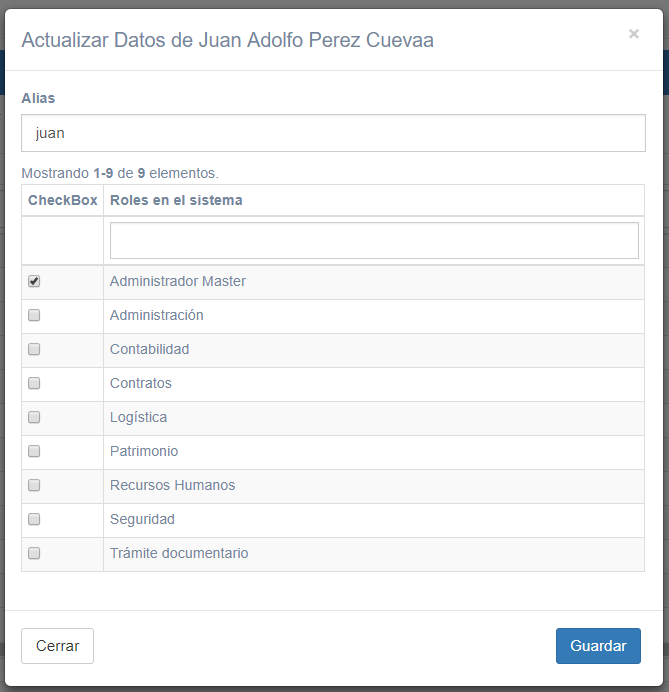 Actualizar Datos de Juan Adolfo Perez Cuevaa
×
Alias
juan
Mostrando 1-9 de 9 elementos.
CheckBox Roles en el sistema
Administrador Master
Administración
Contabilidad
Contratos
Logística
Patrimonio
Recursos Humanos
Seguridad
Trámite documentario
Cerrar Guardar